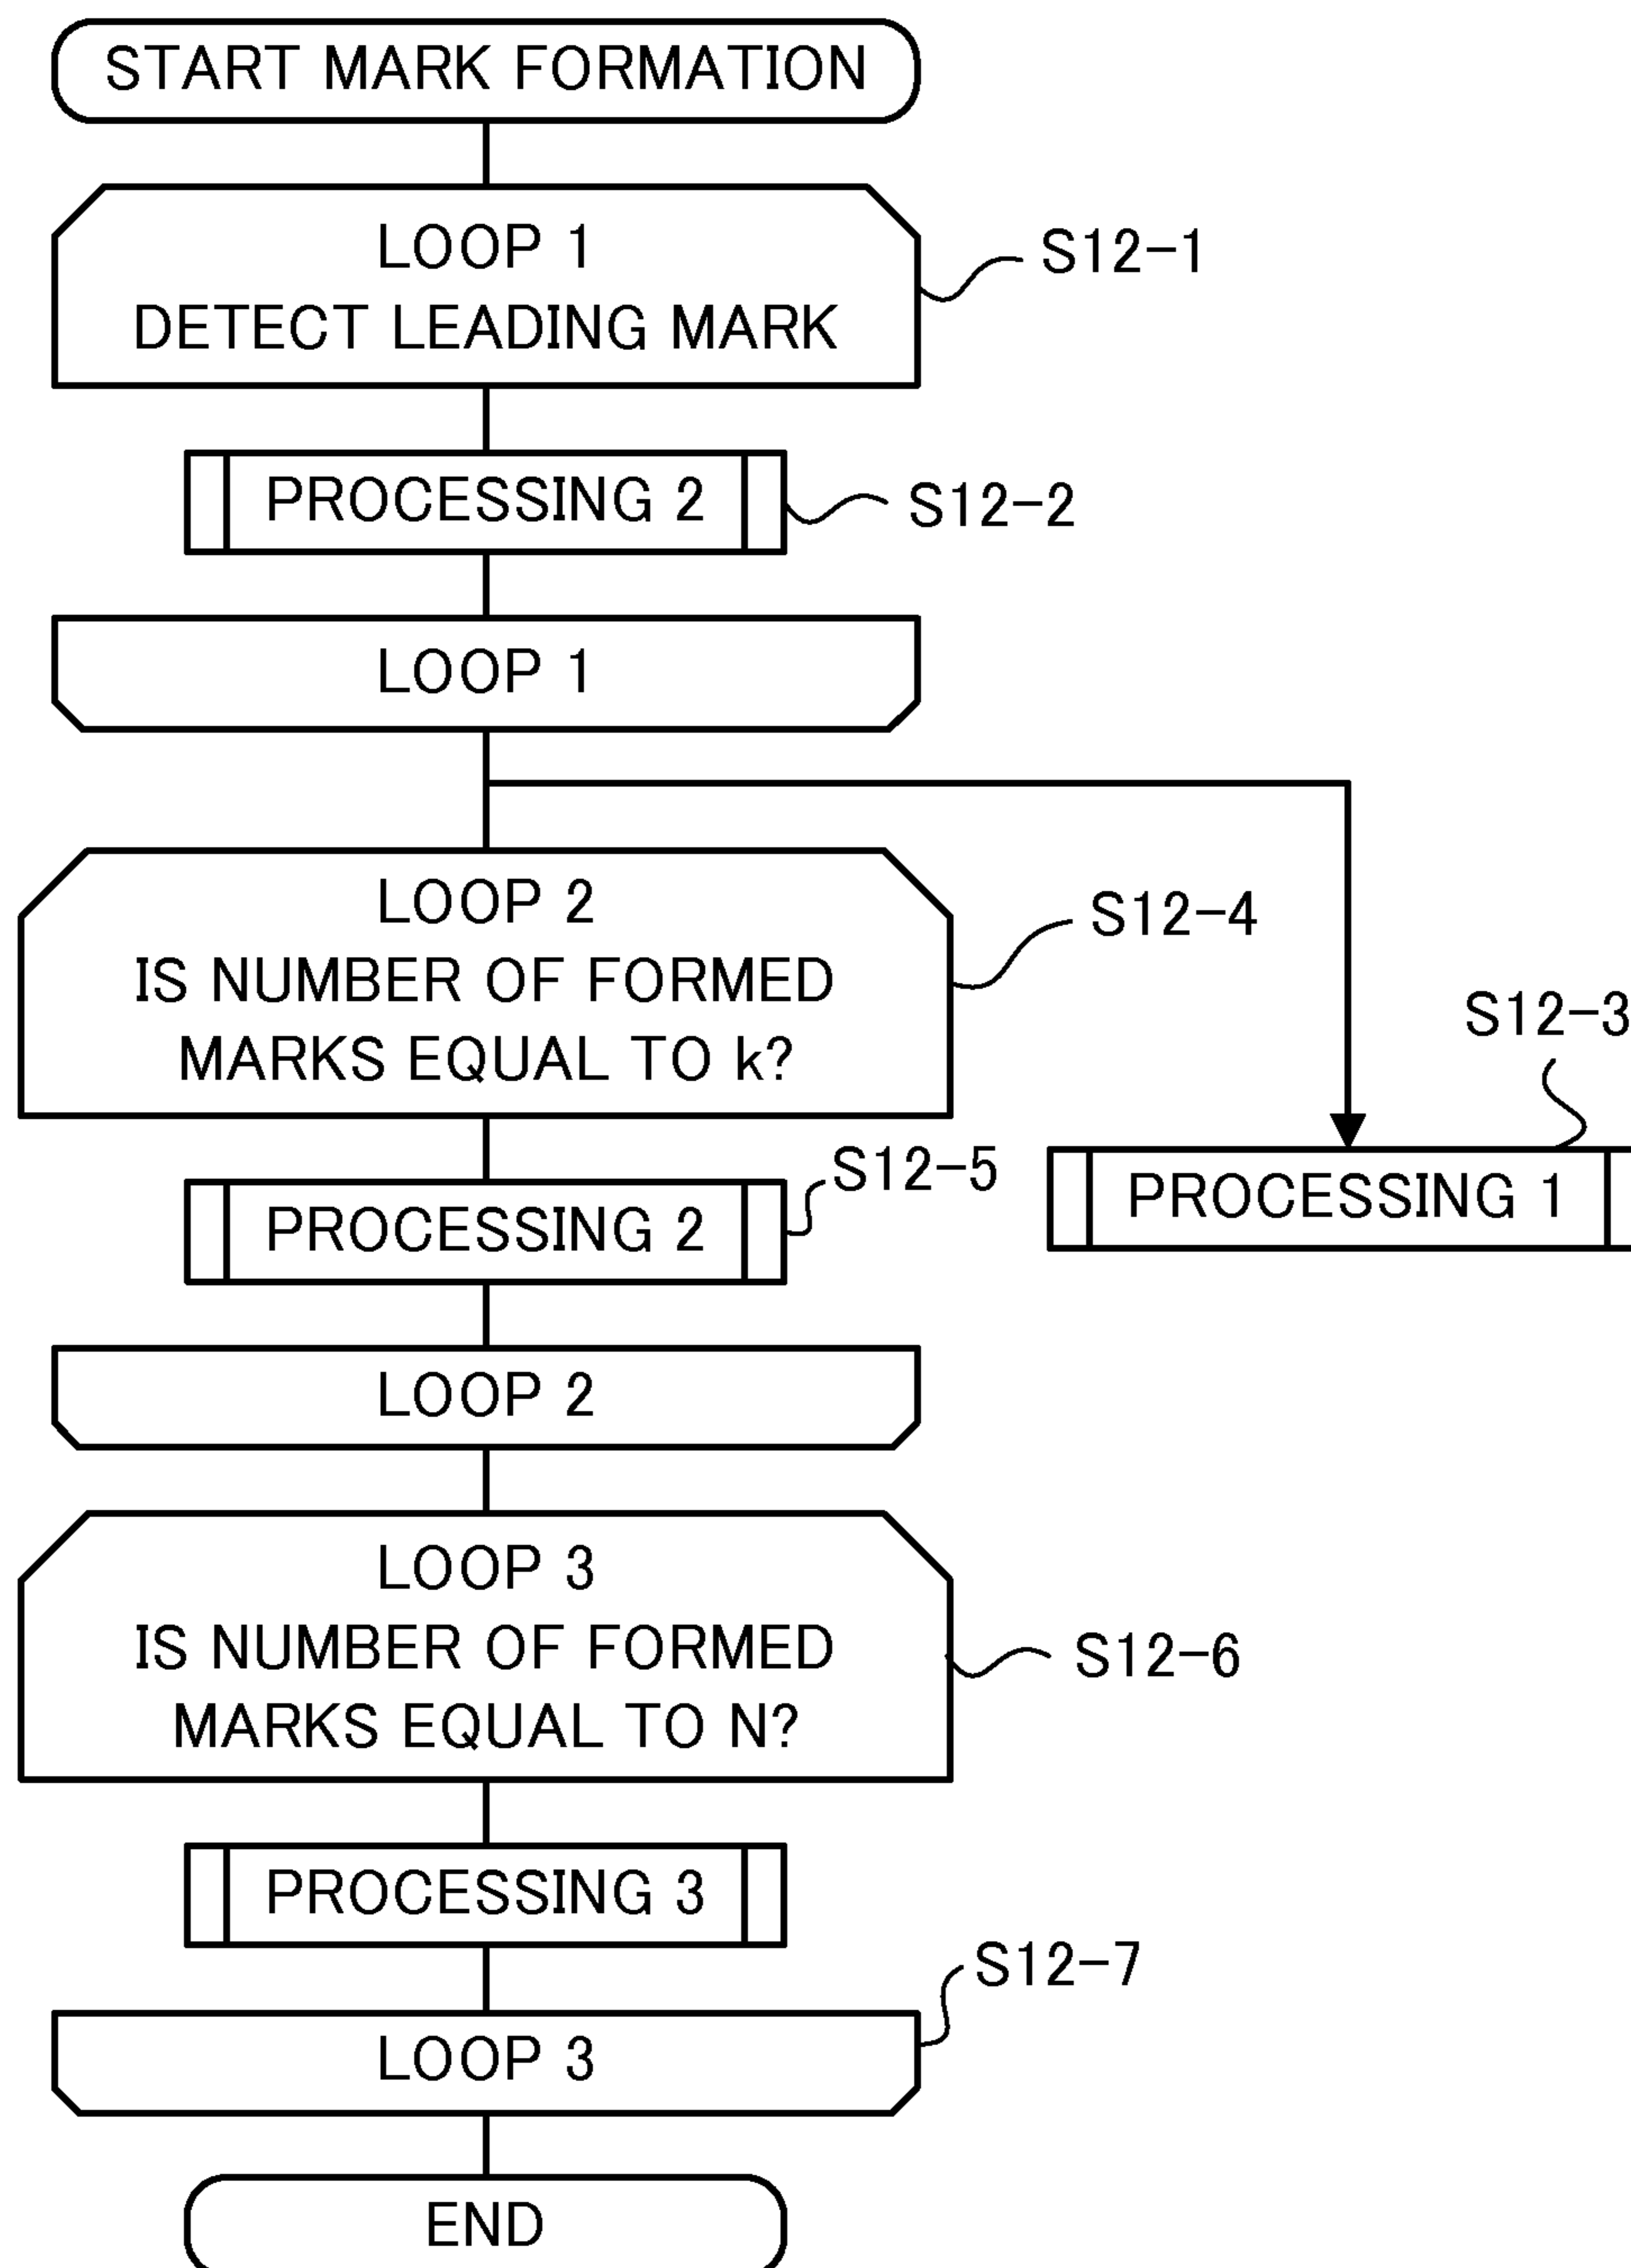 START MARK FORMATION
LOOP 1
DETECT LEADING MARK
S12-1
PROCESSING 2
S12-2
LOOP 1
LOOP 2
IS NUMBER OF FORMED
MARKS EQUAL TO k?
S12-4
S12-3
PROCESSING 1
S12-5
PROCESSING 2
LOOP 2
LOOP 3
IS NUMBER OF FORMED
MARKS EQUAL TO N?
S12-6
PROCESSING 3
S12-7
LOOP 3
END